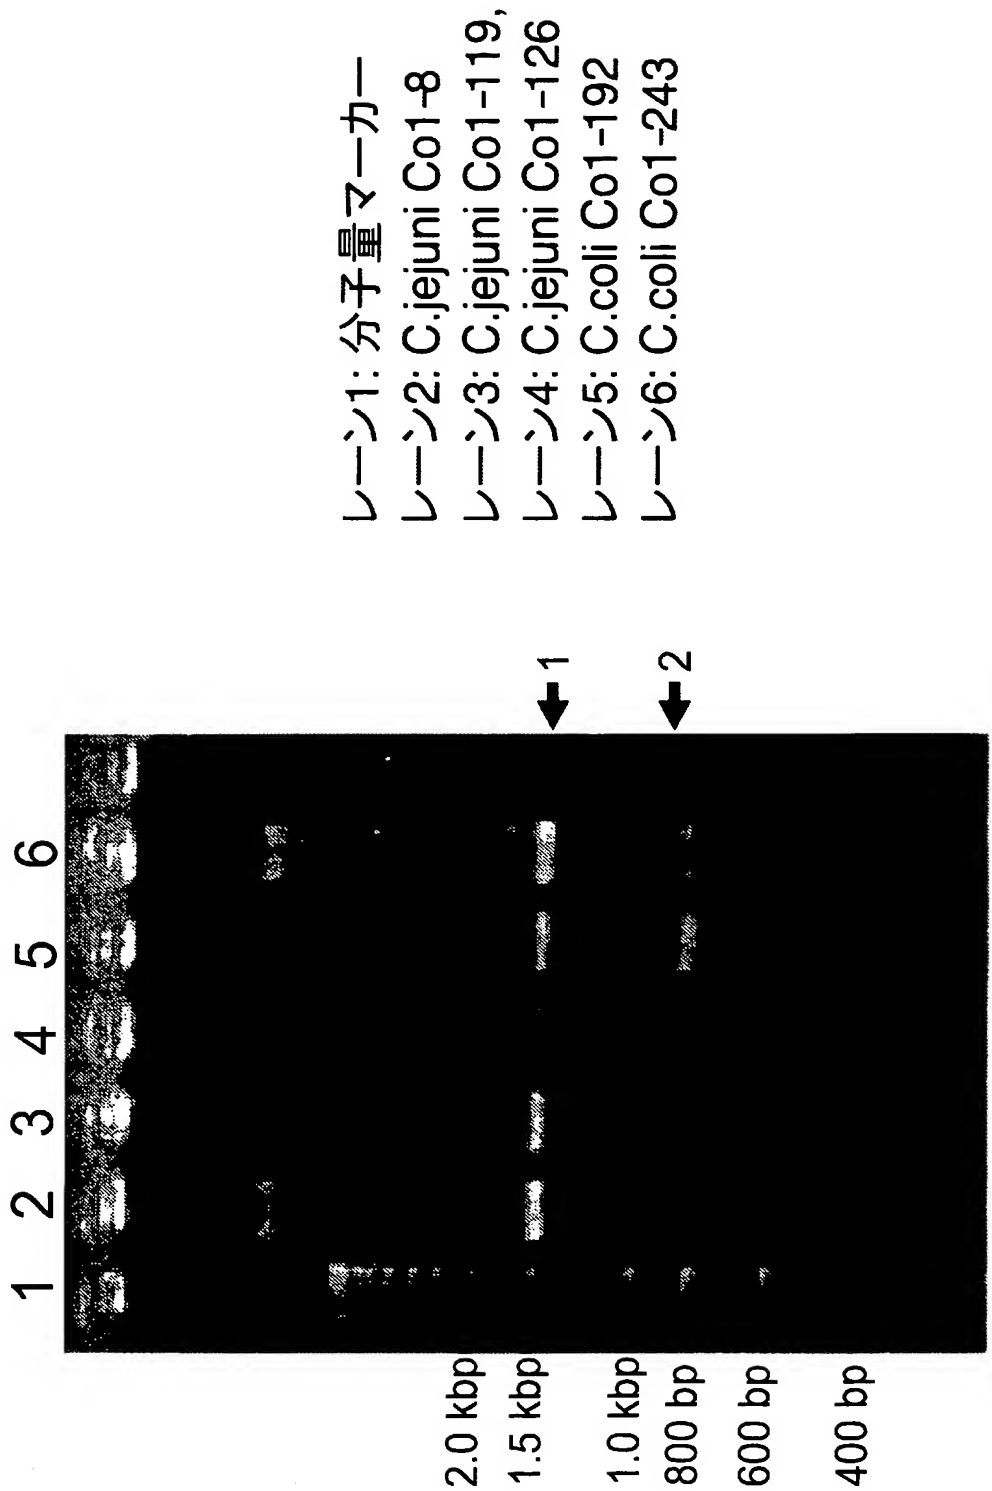 1 2 3 4 5 6
2.0 kbp
1.5 kbp
1.0 kbp
800 bp
600 bp
400 bp
1
2
レーン1: 分子量マーカー
レーン2: C.jejuni Co1-8
レーン3: C.jejuni Co1-119,
レーン4: C.jejuni Co1-126
レーン5: C.coli Co1-192
レーン6: C.coli Co1-243